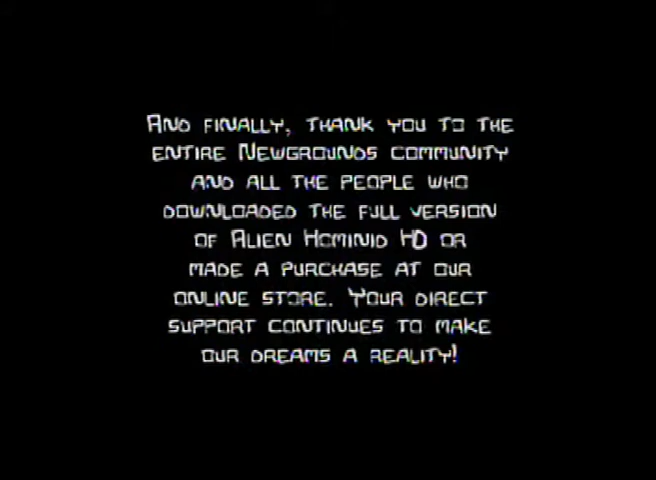 And finally, thank you to the
entire Newgrounds community
and all the people who
downloaded the full version
of Alien Hominid HD or
made a purchase at our
online store. Your direct
support continues to make
our dreams a reality!